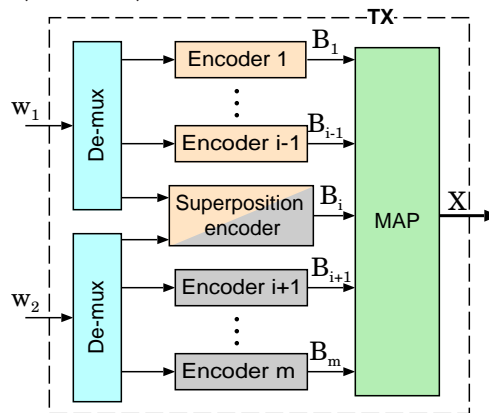 TX
w1
De-mux
Encoder 1
B1
Encoder i-1
Bi-1
Superposition
encoder
Bi
MAP
X
w2
De-mux
Encoder i+1
Bi+1
Encoder m
Bm